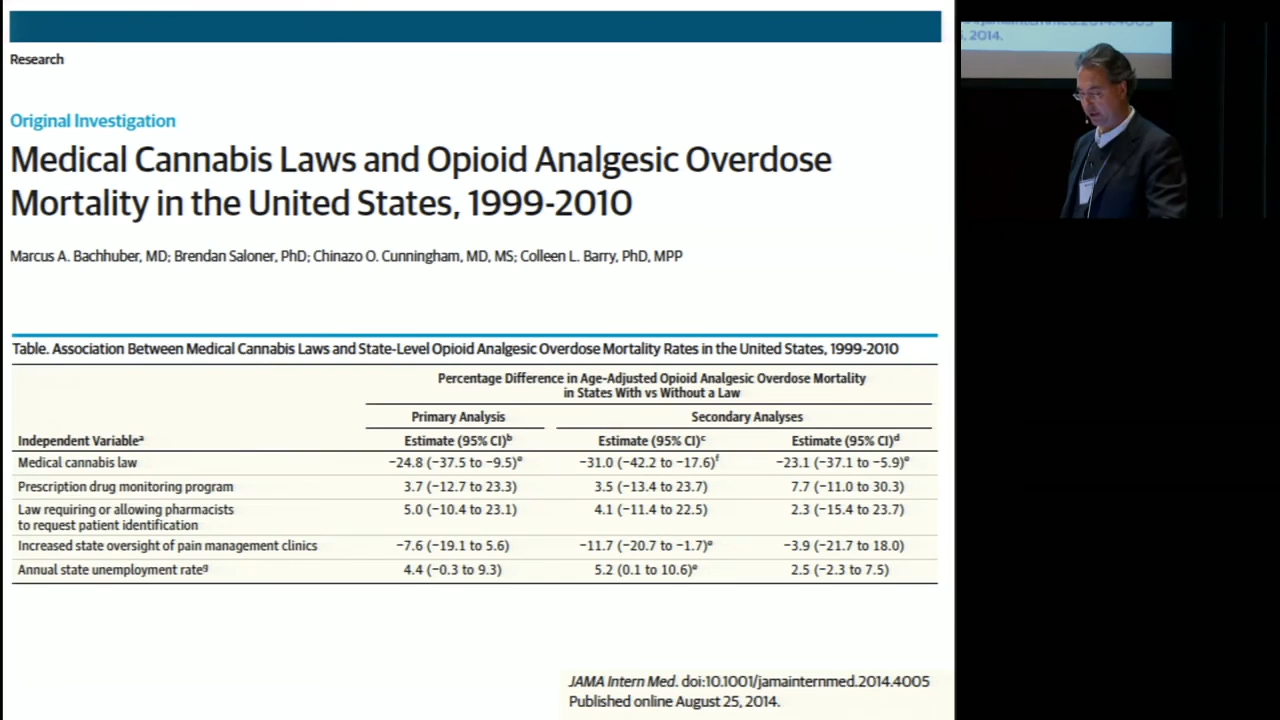 Research
Original Investigation
Medical Cannabis Laws and Opioid Analgesic Overdose
Mortality in the United States, 1999-2010
Marcus A. Bachhuber, MD; Brendan Saloner, PhD; Chinazo O. Cunningham, MD, MS; Colleen L. Barry, PhD, MPP
Table. Association Between Medical Cannabis Laws and State-Level Opioid Analgesic Overdose Mortality Rates in the United States, 1999-2010
Percentage Difference in Age-Adjusted Opioid Analgesic Overdose Mortality
in States With vs Without a Law
Primary Analysis Secondary Analyses
Independent Variableᵃ Estimate (95% CI)ᵇ Estimate (95% CI)ᶜ Estimate (95% CI)ᵈ
Medical cannabis law −24.8 (−37.5 to −9.5)ᵉ −31.0 (−42.2 to −17.6)ᶠ −23.1 (−37.1 to −5.9)ᵉ
Prescription drug monitoring program 3.7 (−12.7 to 23.3) 3.5 (−13.4 to 23.7) 7.7 (−11.0 to 30.3)
Law requiring or allowing pharmacists 5.0 (−10.4 to 23.1) 4.1 (−11.4 to 22.5) 2.3 (−15.4 to 23.7)
to request patient identification
Increased state oversight of pain management clinics −7.6 (−19.1 to 5.6) −11.7 (−20.7 to −1.7)ᵉ −3.9 (−21.7 to 18.0)
Annual state unemployment rateᵍ 4.4 (−0.3 to 9.3) 5.2 (0.1 to 10.6)ᵉ 2.5 (−2.3 to 7.5)
JAMA Intern Med. doi:10.1001/jamainternmed.2014.4005
Published online August 25, 2014.
, 2014.